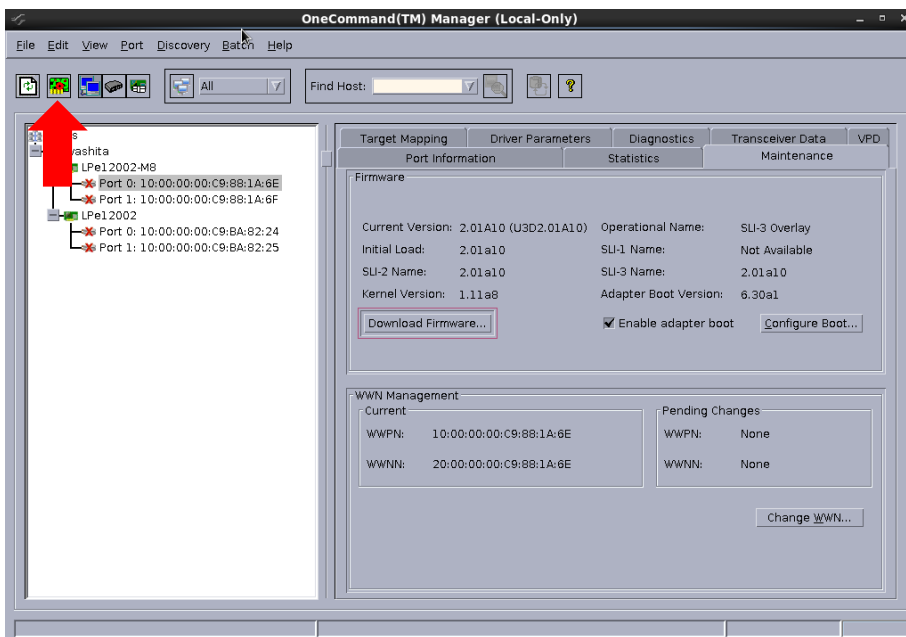 OneCommand(TM) Manager (Local-Only)
File Edit View Port Discovery Batch Help
All
Find Host:
LPe12002-M8
Port 0: 10:00:00:00:C9:88:1A:6E
Port 1: 10:00:00:00:C9:88:1A:6F
LPe12002
Port 0: 10:00:00:00:C9:BA:82:24
Port 1: 10:00:00:00:C9:BA:82:25
Target Mapping Driver Parameters Diagnostics Transceiver Data VPD
Port Information Statistics Maintenance
Firmware
Current Version: 2.01A10 (U3D2.01A10) Operational Name: SLI-3 Overlay
Initial Load: 2.01a10 SLI-1 Name: Not Available
SLI-2 Name: 2.01a10 SLI-3 Name: 2.01a10
Kernel Version: 1.11a8 Adapter Boot Version: 6.30a1
Download Firmware... Enable adapter boot Configure Boot...
WWN Management
Current Pending Changes
WWPN: 10:00:00:00:C9:88:1A:6E WWPN: None
WWNN: 20:00:00:00:C9:88:1A:6E WWNN: None
Change WWN...